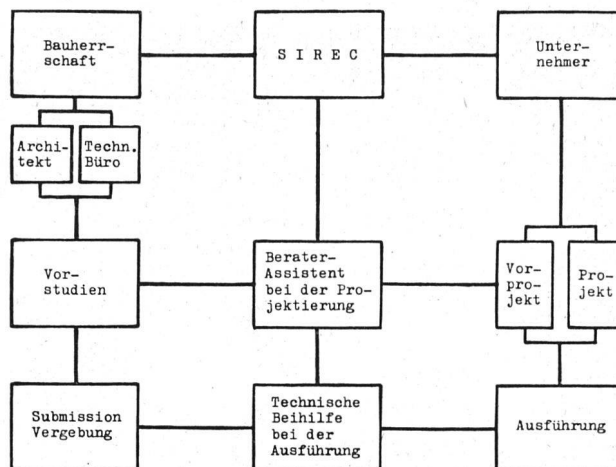 Bauherr-
schaft
S I R E C
Unter-
nehmer
Archi-
tekt
Techn.
Büro
Vor-
studien
Berater-
Assistent
bei der Pro-
jektierung
Vor-
pro-
jekt
Pro-
jekt
Submission
Vergebung
Technische
Beihilfe
bei der
Ausführung
Ausführung